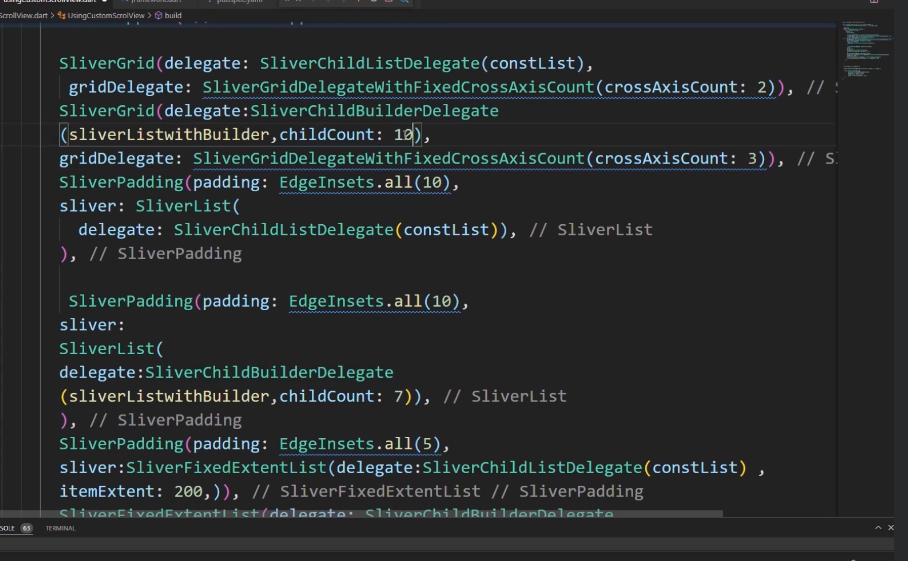 ScrollView.dart > UsingCustomScrollView > build
SliverGrid(delegate: SliverChildListDelegate(constList),
gridDelegate: SliverGridDelegateWithFixedCrossAxisCount(crossAxisCount: 2)), // S
SliverGrid(delegate:SliverChildBuilderDelegate
(sliverListwithBuilder,childCount: 10),
gridDelegate: SliverGridDelegateWithFixedCrossAxisCount(crossAxisCount: 3)), // S
SliverPadding(padding: EdgeInsets.all(10),
sliver: SliverList(
delegate: SliverChildListDelegate(constList)), // SliverList
), // SliverPadding
SliverPadding(padding: EdgeInsets.all(10),
sliver:
SliverList(
delegate:SliverChildBuilderDelegate
(sliverListwithBuilder,childCount: 7)), // SliverList
), // SliverPadding
SliverPadding(padding: EdgeInsets.all(5),
sliver:SliverFixedExtentList(delegate:SliverChildListDelegate(constList) ,
itemExtent: 200,)), // SliverFixedExtentList // SliverPadding
SliverFixedExtentList(delegate: SliverChildBuilderDelegate
SOLE 63 TERMINAL